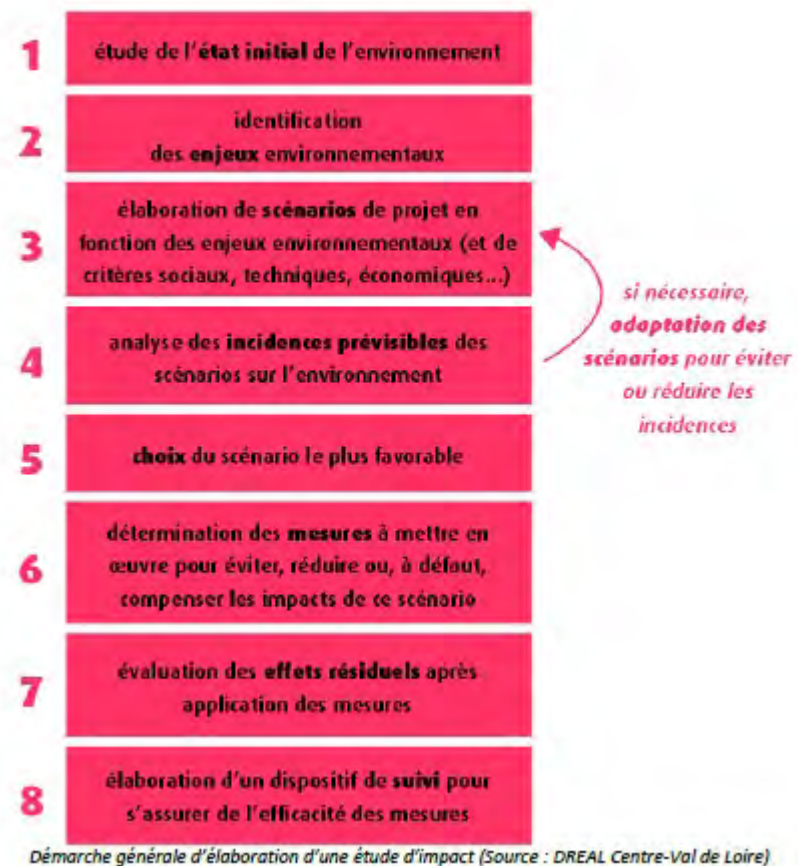 1
étude de l'état initial de l'environnement
2
identification
des enjeux environnementaux
3
élaboration de scénarios de projet en
fonction des enjeux environnementaux (et de
critères sociaux, techniques, économiques...)
si nécessaire,
adaptation des
scénarios pour éviter
ou réduire les
incidences
4
analyse des incidences prévisibles des
scénarios sur l'environnement
5
choix du scénario le plus favorable
6
détermination des mesures à mettre en
œuvre pour éviter, réduire ou, à défaut,
compenser les impacts de ce scénario
7
évaluation des effets résiduels après
application des mesures
8
élaboration d'un dispositif de suivi pour
s'assurer de l'efficacité des mesures
Démarche générale d'élaboration d'une étude d'impact (Source : DREAL Centre-Val de Loire)